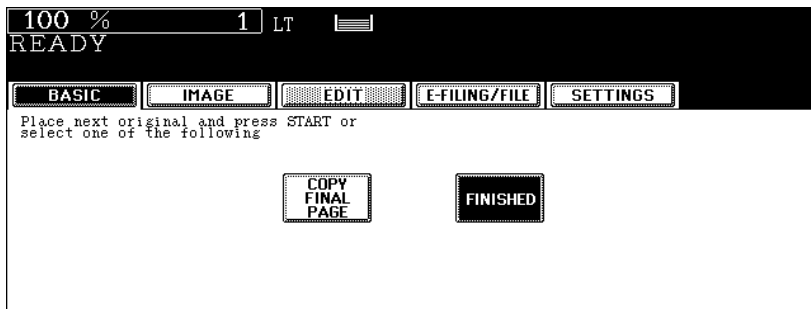 100 % 1 LT
READY
BASIC IMAGE EDIT E-FILING/FILE SETTINGS
Place next original and press START or
select one of the following
COPY
FINAL
PAGE
FINISHED